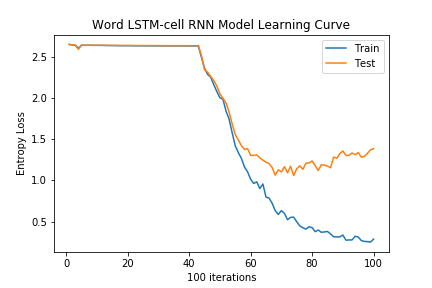 Word LSTM-cell RNN Model Learning Curve
Train
Test
Entropy Loss
2.5
2.0
1.5
1.0
0.5
0 20 40 60 80 100
100 iterations